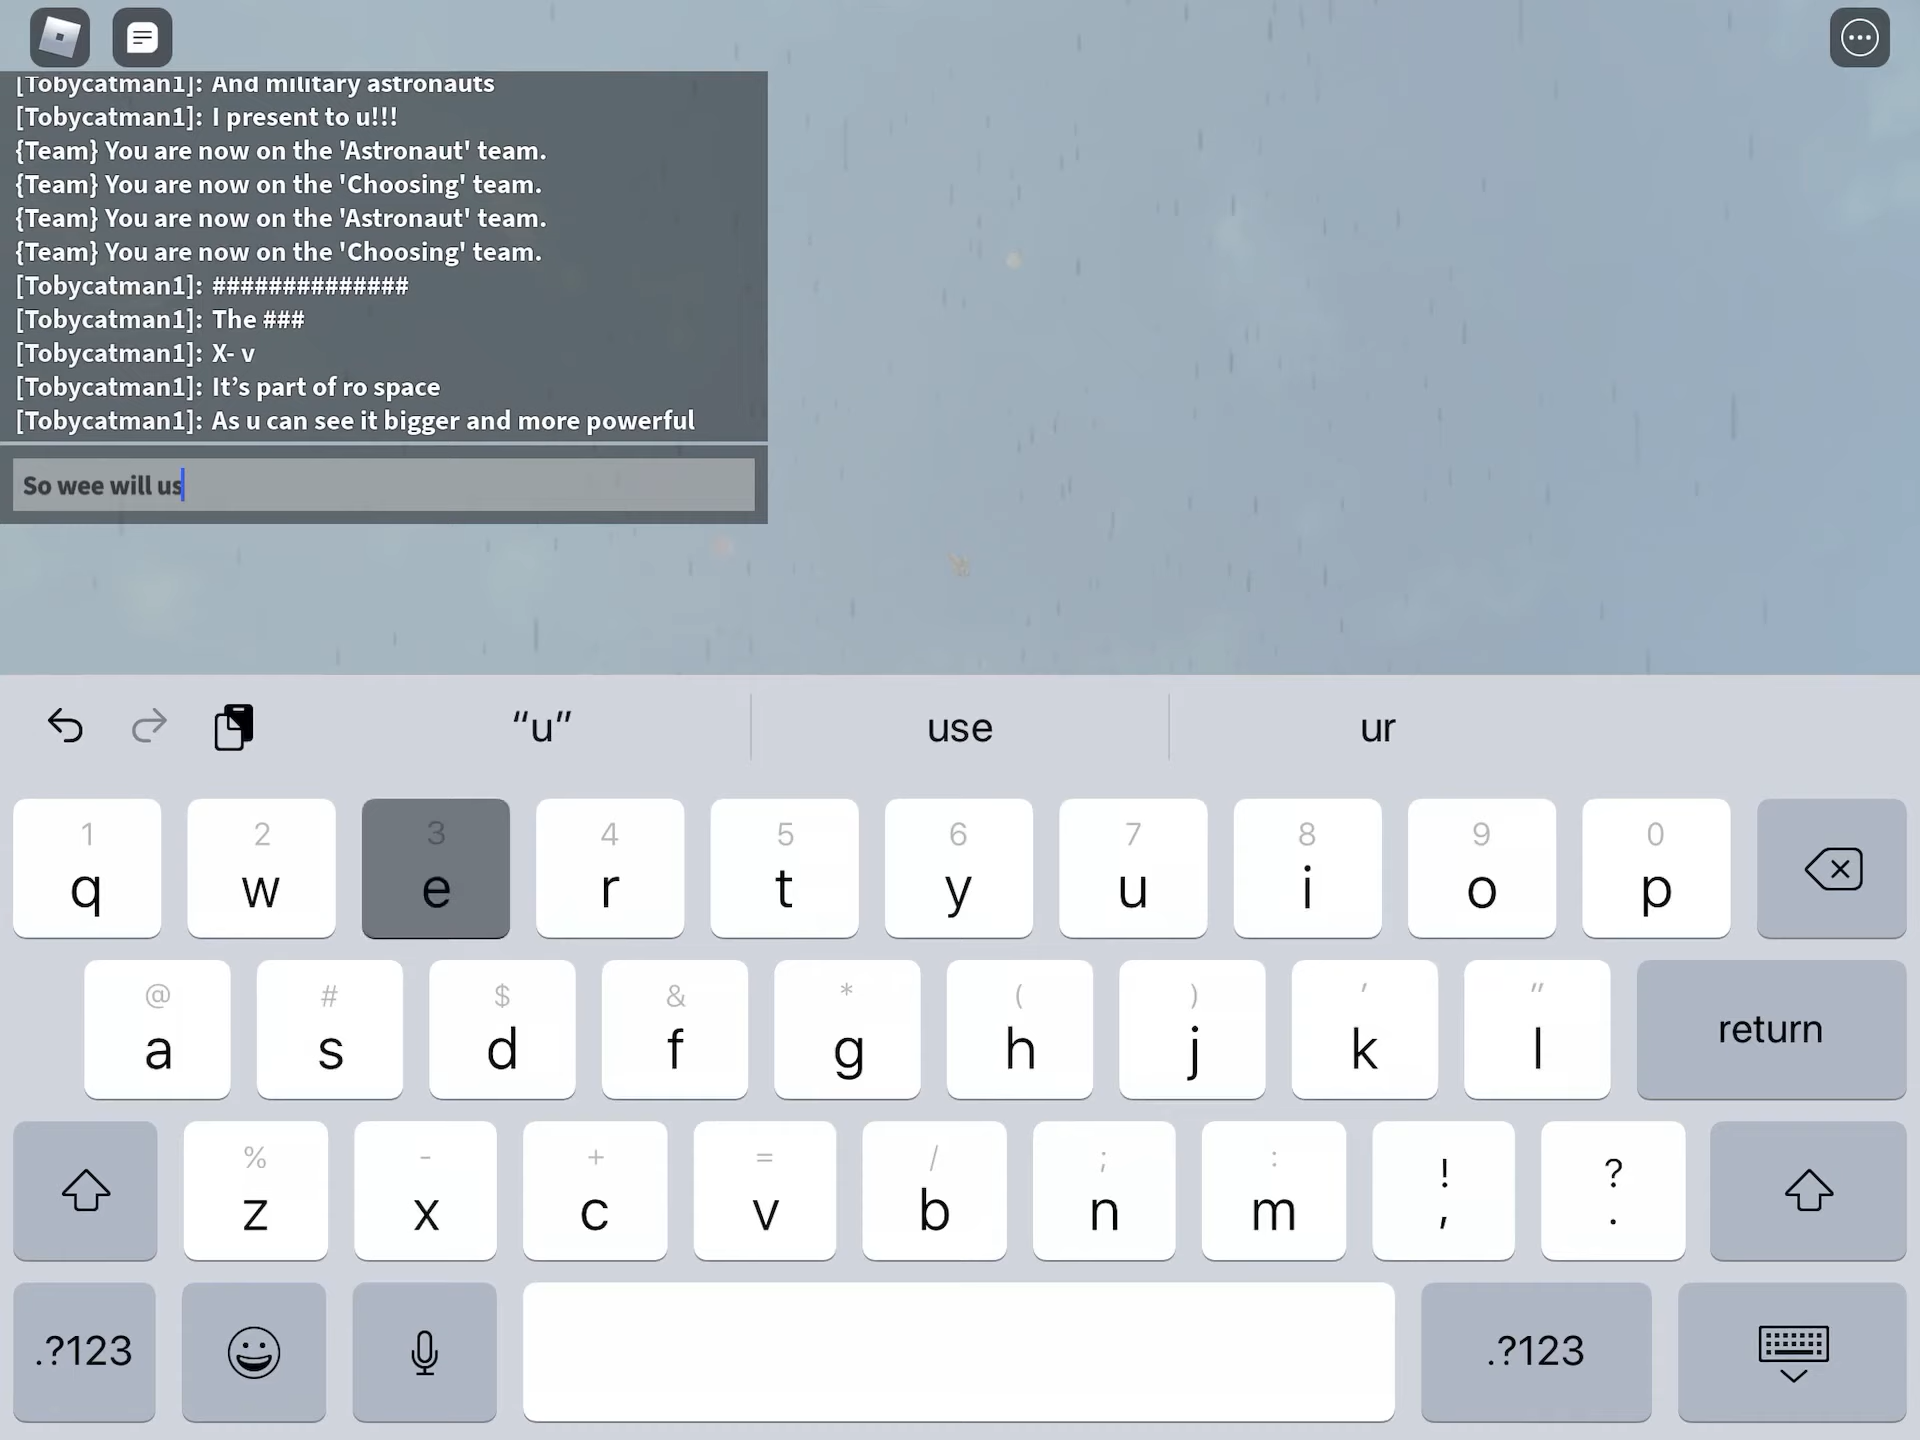 [Tobycatman1]: And military astronauts
[Tobycatman1]: I present to u!!!
{Team} You are now on the 'Astronaut' team.
{Team} You are now on the 'Choosing' team.
{Team} You are now on the 'Astronaut' team.
{Team} You are now on the 'Choosing' team.
[Tobycatman1]: ##############
[Tobycatman1]: The ###
[Tobycatman1]: X- v
[Tobycatman1]: It’s part of ro space
[Tobycatman1]: As u can see it bigger and more powerful
So wee will us
“u” use ur
1 2 3 4 5 6 7 8 9 0
q w e r t y u i o p
@ # $ & * ( ) ' "
a s d f g h j k l return
% - + = / ; : ! ?
z x c v b n m , .
.?123 .?123